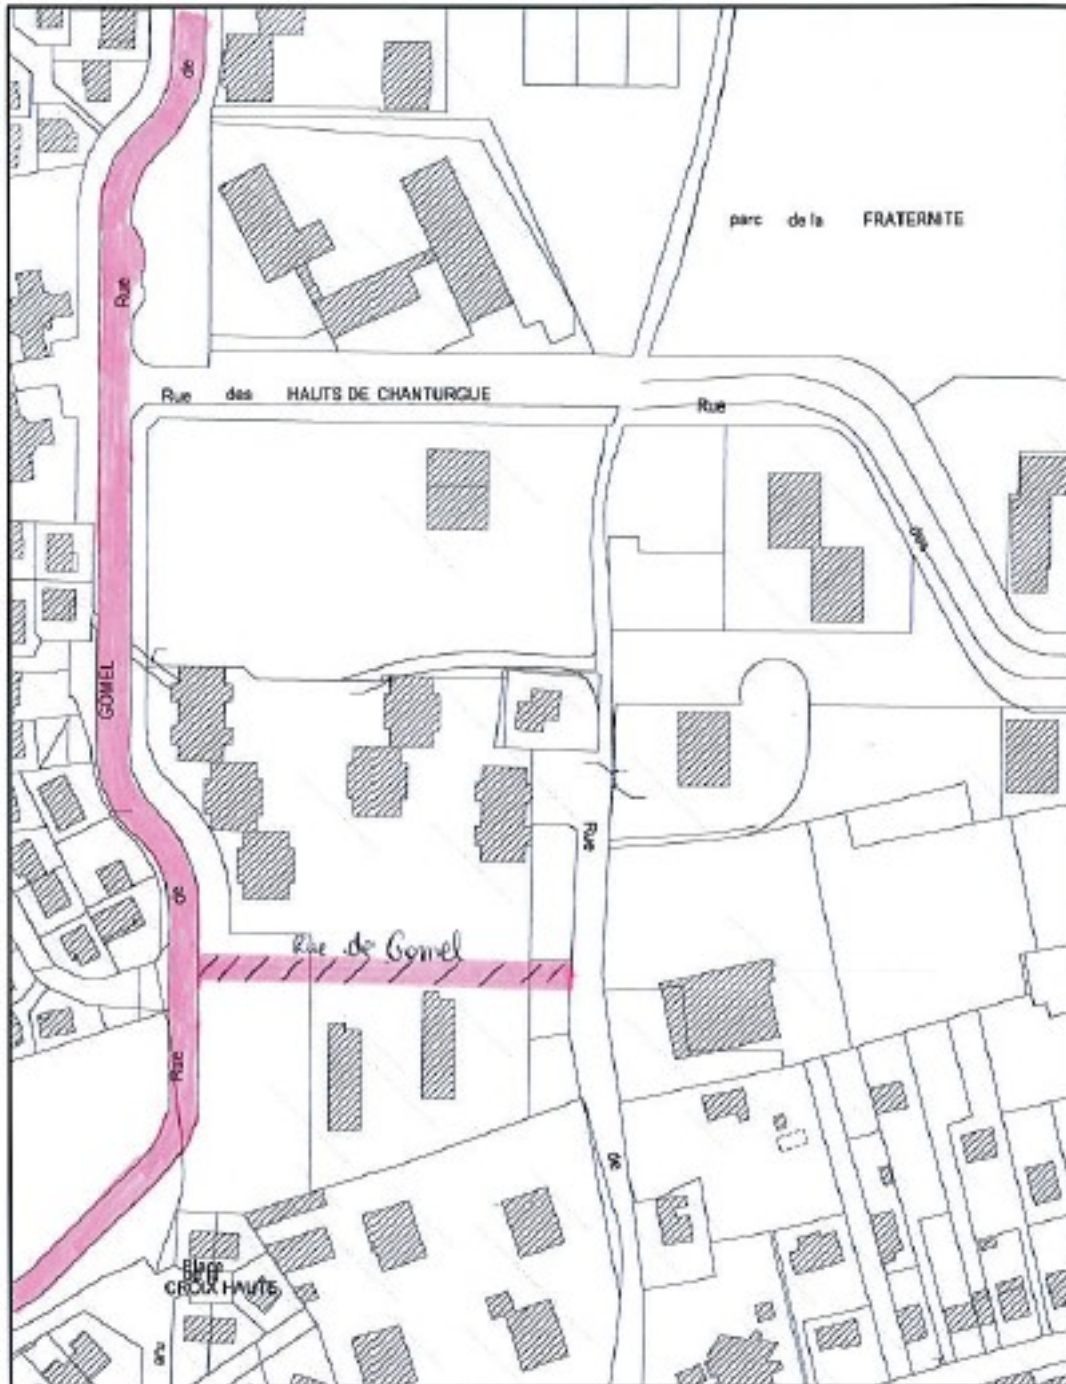 de
parc de la FRATERNITE
Rue
Rue des HAUTS DE CHANTURGUE
Rue
des
GOMEL
Rue
de
Rue de Gomel
Rue
de
Place
de la
CROIX HAUTE